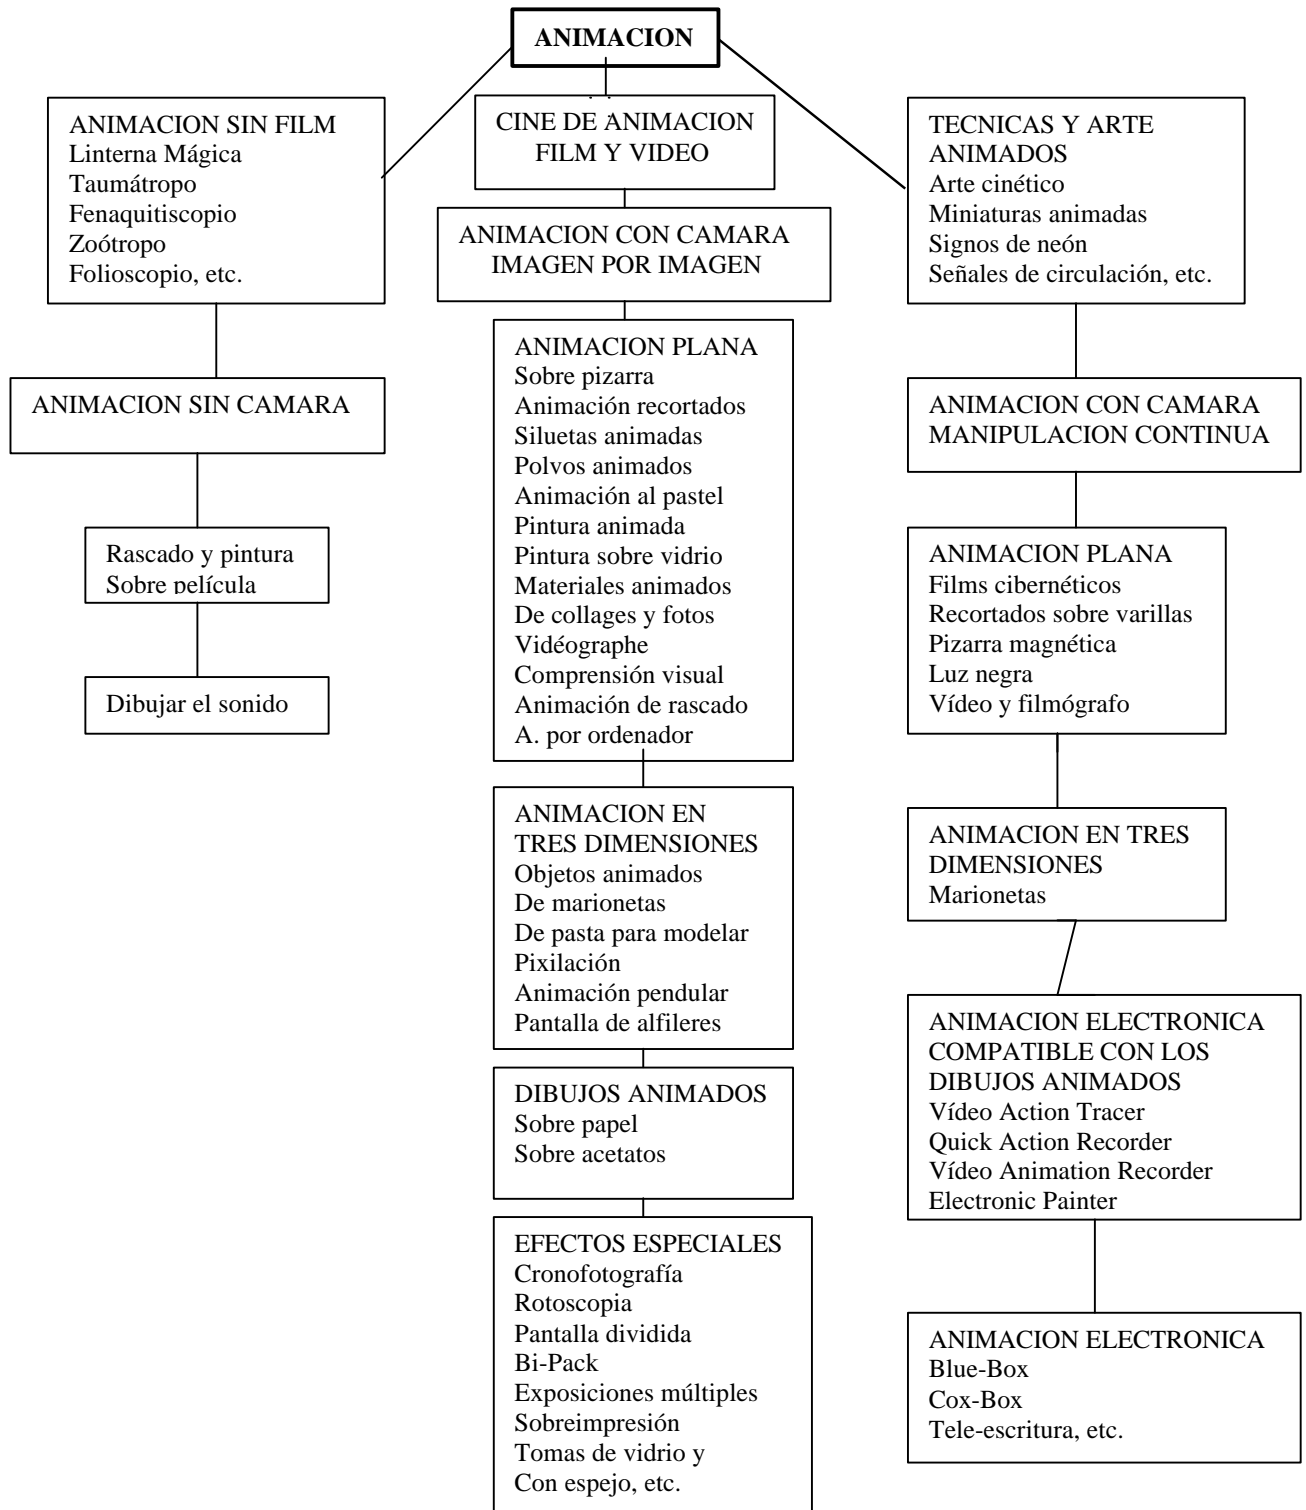 ANIMACION
ANIMACION SIN FILM
Linterna Mágica
Taumátropo
Fenaquitiscopio
Zoótropo
Folioscopio, etc.
ANIMACION SIN CAMARA
Rascado y pintura
Sobre película
Dibujar el sonido
CINE DE ANIMACION
FILM Y VIDEO
ANIMACION CON CAMARA
IMAGEN POR IMAGEN
ANIMACION PLANA
Sobre pizarra
Animación recortados
Siluetas animadas
Polvos animados
Animación al pastel
Pintura animada
Pintura sobre vidrio
Materiales animados
De collages y fotos
Vidéographe
Comprensión visual
Animación de rascado
A. por ordenador
ANIMACION EN
TRES DIMENSIONES
Objetos animados
De marionetas
De pasta para modelar
Pixilación
Animación pendular
Pantalla de alfileres
DIBUJOS ANIMADOS
Sobre papel
Sobre acetatos
EFECTOS ESPECIALES
Cronofotografía
Rotoscopia
Pantalla dividida
Bi-Pack
Exposiciones múltiples
Sobreimpresión
Tomas de vidrio y
Con espejo, etc.
TECNICAS Y ARTE
ANIMADOS
Arte cinético
Miniaturas animadas
Signos de neón
Señales de circulación, etc.
ANIMACION CON CAMARA
MANIPULACION CONTINUA
ANIMACION PLANA
Films cibernéticos
Recortados sobre varillas
Pizarra magnética
Luz negra
Vídeo y filmógrafo
ANIMACION EN TRES
DIMENSIONES
Marionetas
ANIMACION ELECTRONICA
COMPATIBLE CON LOS
DIBUJOS ANIMADOS
Vídeo Action Tracer
Quick Action Recorder
Vídeo Animation Recorder
Electronic Painter
ANIMACION ELECTRONICA
Blue-Box
Cox-Box
Tele-escritura, etc.